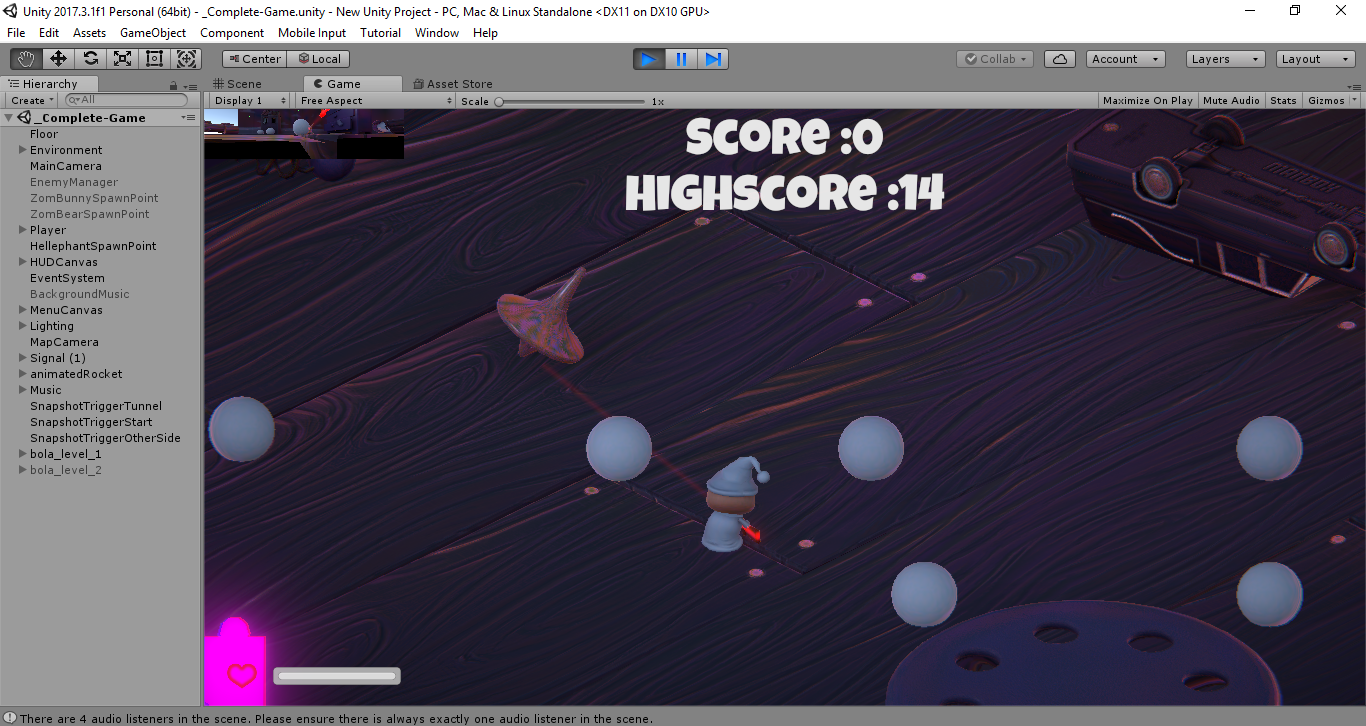 Unity 2017.3.1f1 Personal (64bit) - _Complete-Game.unity - New Unity Project - PC, Mac & Linux Standalone <DX11 on DX10 GPU>
File Edit Assets GameObject Component Mobile Input Tutorial Window Help
Center Local Collab Account Layers Layout
Hierarchy Scene Game Asset Store
Create All Display 1 Free Aspect Scale 1x Maximize On Play Mute Audio Stats Gizmos
_Complete-Game
Floor
Environment
MainCamera
EnemyManager
ZomBunnySpawnPoint
ZomBearSpawnPoint
Player
HellephantSpawnPoint
HUDCanvas
EventSystem
BackgroundMusic
MenuCanvas
Lighting
MapCamera
Signal (1)
animatedRocket
Music
SnapshotTriggerTunnel
SnapshotTriggerStart
SnapshotTriggerOtherSide
bola_level_1
bola_level_2
Score :0
HighScore :14
There are 4 audio listeners in the scene. Please ensure there is always exactly one audio listener in the scene.